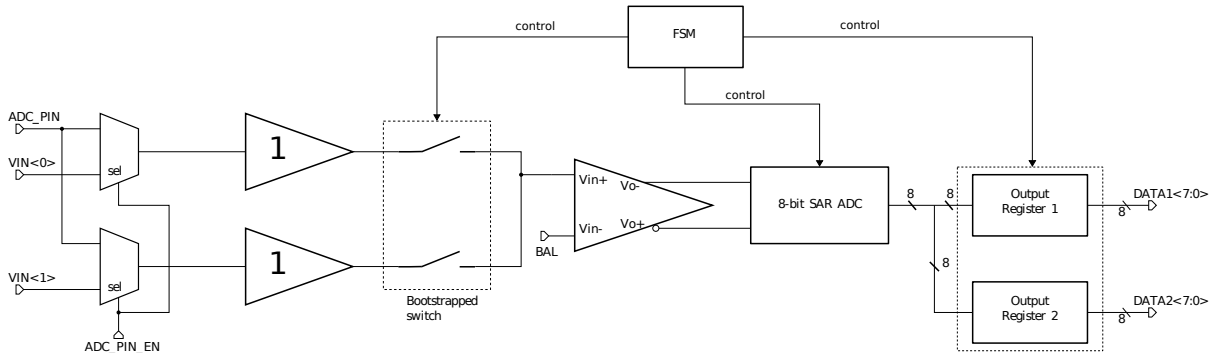 control
FSM
control
control
ADC_PIN
VIN<0>
sel
1
Vin+
Vo-
Vin-
Vo+
BAL
8-bit SAR ADC
8
8
8
Output
Register 1
8
DATA1<7:0>
VIN<1>
sel
1
Bootstrapped
switch
Output
Register 2
8
DATA2<7:0>
ADC_PIN_EN